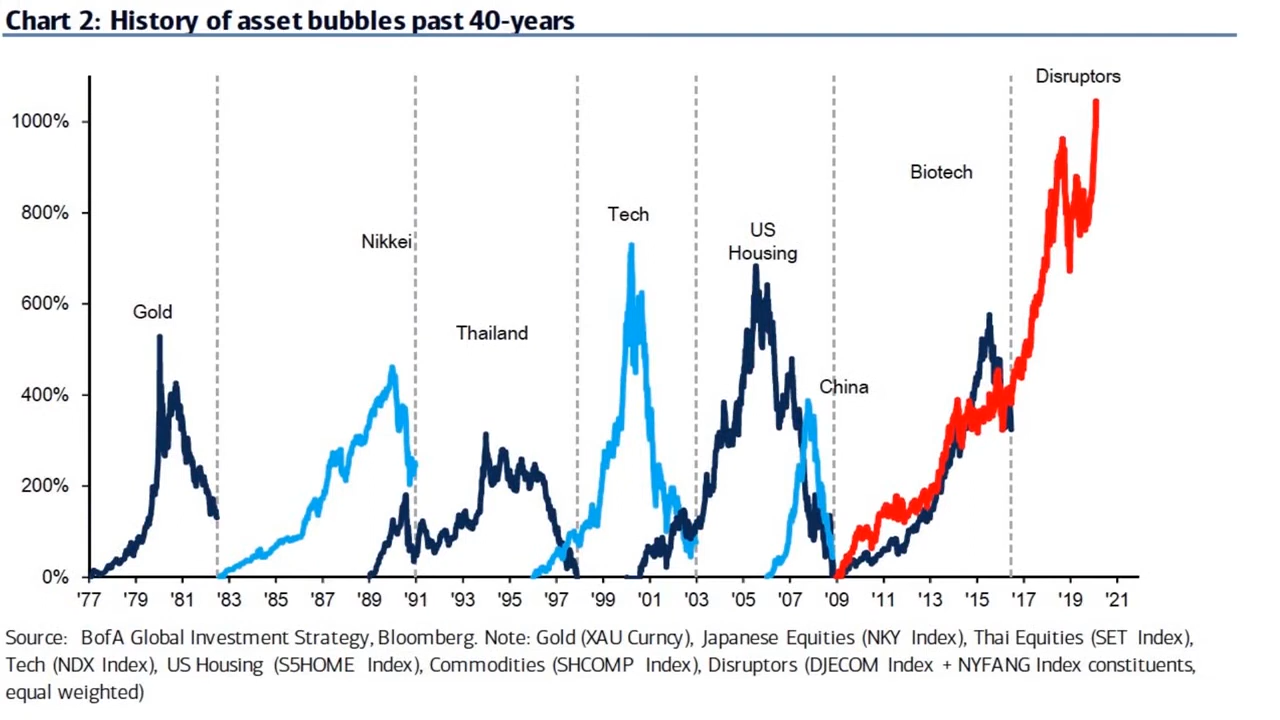 Chart 2: History of asset bubbles past 40-years
Disruptors
1000%
Biotech
800%
Tech
US
Housing
Nikkei
600%
Gold
Thailand
400%
China
200%
0%
'77 '79 '81 '83 '85 '87 '89 '91 '93 '95 '97 '99 '01 '03 '05 '07 '09 '11 '13 '15 '17 '19 '21
Source: BofA Global Investment Strategy, Bloomberg. Note: Gold (XAU Curncy), Japanese Equities (NKY Index), Thai Equities (SET Index),
Tech (NDX Index), US Housing (S5HOME Index), Commodities (SHCOMP Index), Disruptors (DJECOM Index + NYFANG Index constituents,
equal weighted)